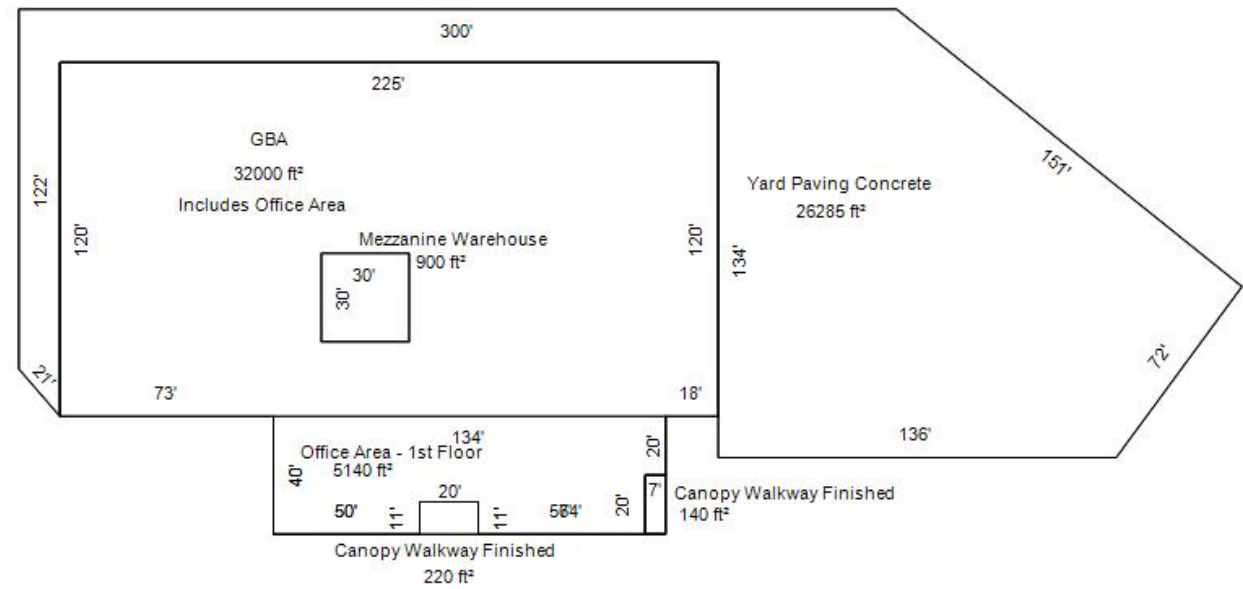 300'
225'
GBA
32000 ft²
Includes Office Area
122'
120'
Mezzanine Warehouse
900 ft²
30'
30'
120'
134'
Yard Paving Concrete
26285 ft²
151'
72'
21'
73'
18'
136'
134'
Office Area - 1st Floor
5140 ft²
40'
20'
20'
7'
Canopy Walkway Finished
140 ft²
50'
11'
11'
20'
Canopy Walkway Finished
220 ft²